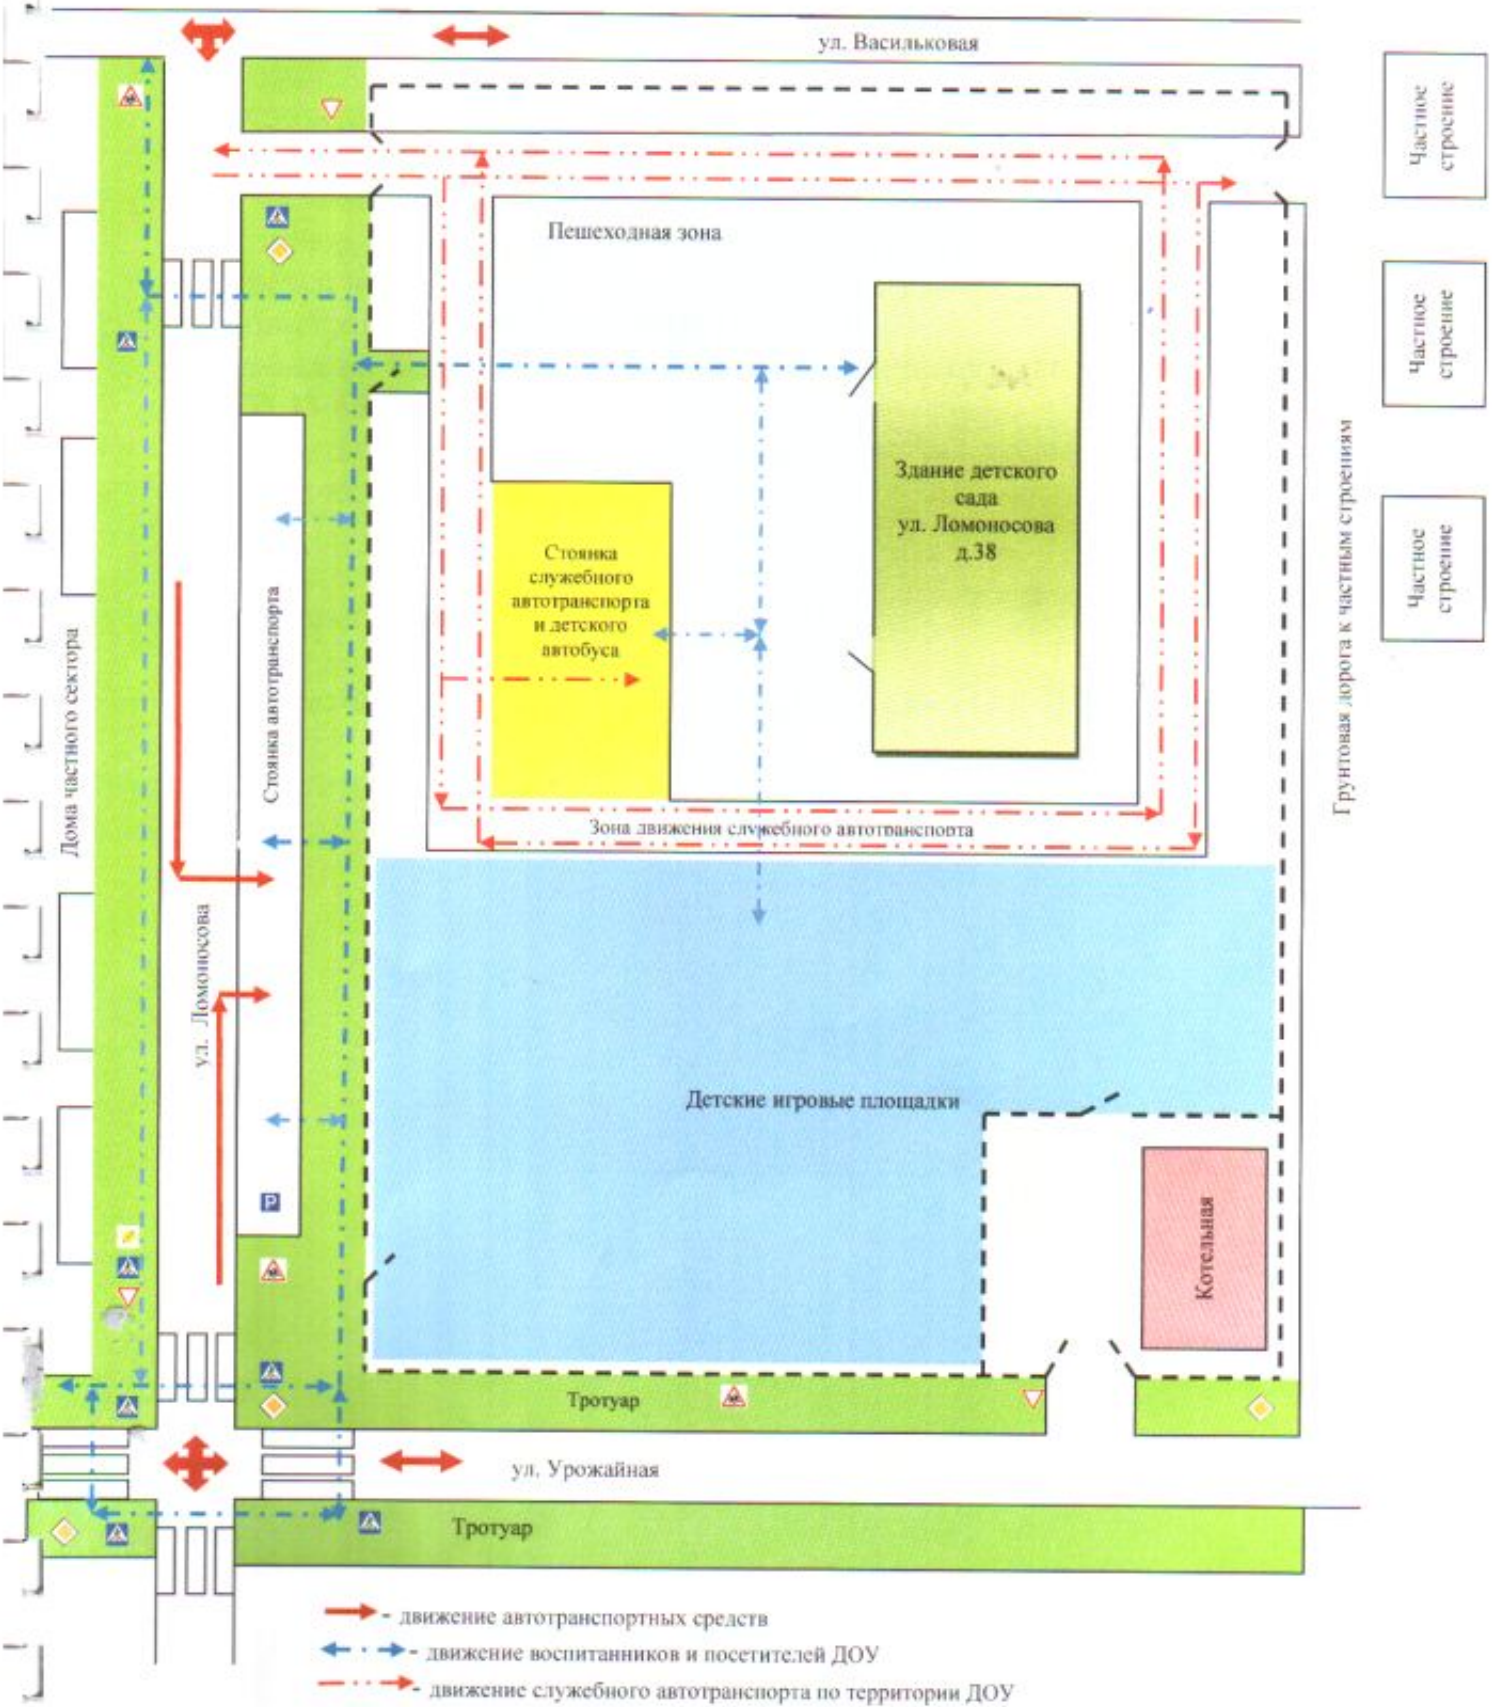 ул. Васильковая
Частное
строение
Пешеходная зона
Частное
строение
Здание детского
сада
ул. Ломоносова
д.38
Частное
строение
Стоянка
служебного
автотранспорта
и детского
автобуса
Стоянка автотранспорта
Дома частного сектора
Грунтовая дорога к частным строениям
Зона движения служебного автотранспорта
ул. Ломоносова
Детские игровые площадки
P
Котельная
Тротуар
ул. Урожайная
Тротуар
- движение автотранспортных средств
- движение воспитанников и посетителей ДОУ
- движение служебного автотранспорта по территории ДОУ